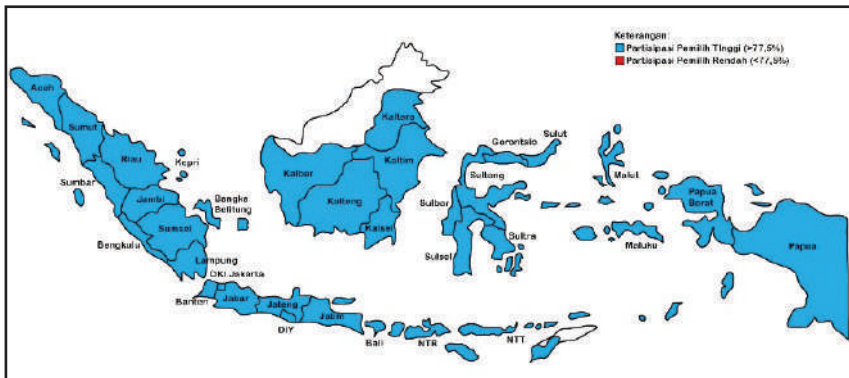 Keterangan:
Partisipasi Pemilih Tinggi (>77,5%)
Partisipasi Pemilih Rendah (<77,5%)
Aceh
Sumut
Riau
Kepri
Sumbar
Jambi
Bangka
Belitung
Sumsel
Bengkulu
Lampung
DKI Jakarta
Banten
Jabar
Jateng
Jatim
DIY
Bali
NTB
NTT
Kaltara
Kalbar
Kaltim
Kalteng
Kalsel
Gorontalo
Sulut
Sulteng
Sulbar
Sultra
Sulsel
Malut
Maluku
Papua
Barat
Papua